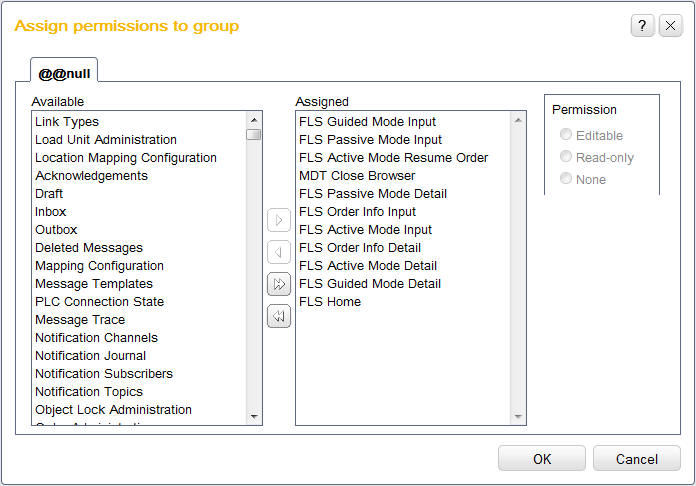 Assign permissions to group
?
@@null
Available
Link Types
Load Unit Administration
Location Mapping Configuration
Acknowledgements
Draft
Inbox
Outbox
Deleted Messages
Mapping Configuration
Message Templates
PLC Connection State
Message Trace
Notification Channels
Notification Journal
Notification Subscribers
Notification Topics
Object Lock Administration
Assigned
FLS Guided Mode Input
FLS Passive Mode Input
FLS Active Mode Resume Order
MDT Close Browser
FLS Passive Mode Detail
FLS Order Info Input
FLS Active Mode Input
FLS Order Info Detail
FLS Active Mode Detail
FLS Guided Mode Detail
FLS Home
Permission
Editable
Read-only
None
OK
Cancel